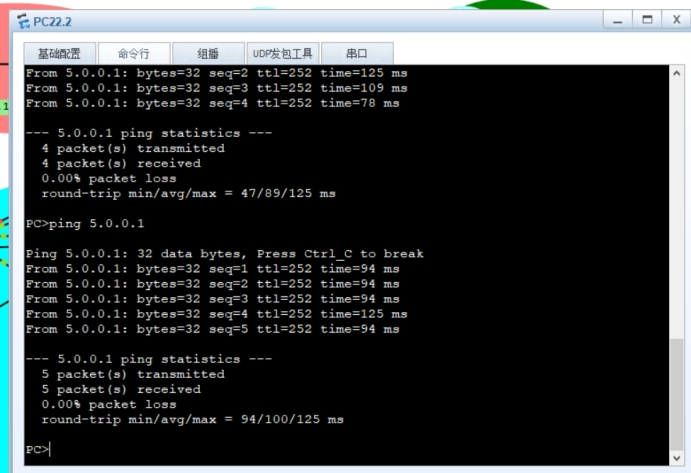 PC22.2
基础配置 命令行 组播 UDP发包工具 串口
From 5.0.0.1: bytes=32 seq=2 ttl=252 time=125 ms
From 5.0.0.1: bytes=32 seq=3 ttl=252 time=109 ms
From 5.0.0.1: bytes=32 seq=4 ttl=252 time=78 ms
--- 5.0.0.1 ping statistics ---
4 packet(s) transmitted
4 packet(s) received
0.00% packet loss
round-trip min/avg/max = 47/89/125 ms
PC>ping 5.0.0.1
Ping 5.0.0.1: 32 data bytes, Press Ctrl_C to break
From 5.0.0.1: bytes=32 seq=1 ttl=252 time=94 ms
From 5.0.0.1: bytes=32 seq=2 ttl=252 time=94 ms
From 5.0.0.1: bytes=32 seq=3 ttl=252 time=94 ms
From 5.0.0.1: bytes=32 seq=4 ttl=252 time=125 ms
From 5.0.0.1: bytes=32 seq=5 ttl=252 time=94 ms
--- 5.0.0.1 ping statistics ---
5 packet(s) transmitted
5 packet(s) received
0.00% packet loss
round-trip min/avg/max = 94/100/125 ms
PC>